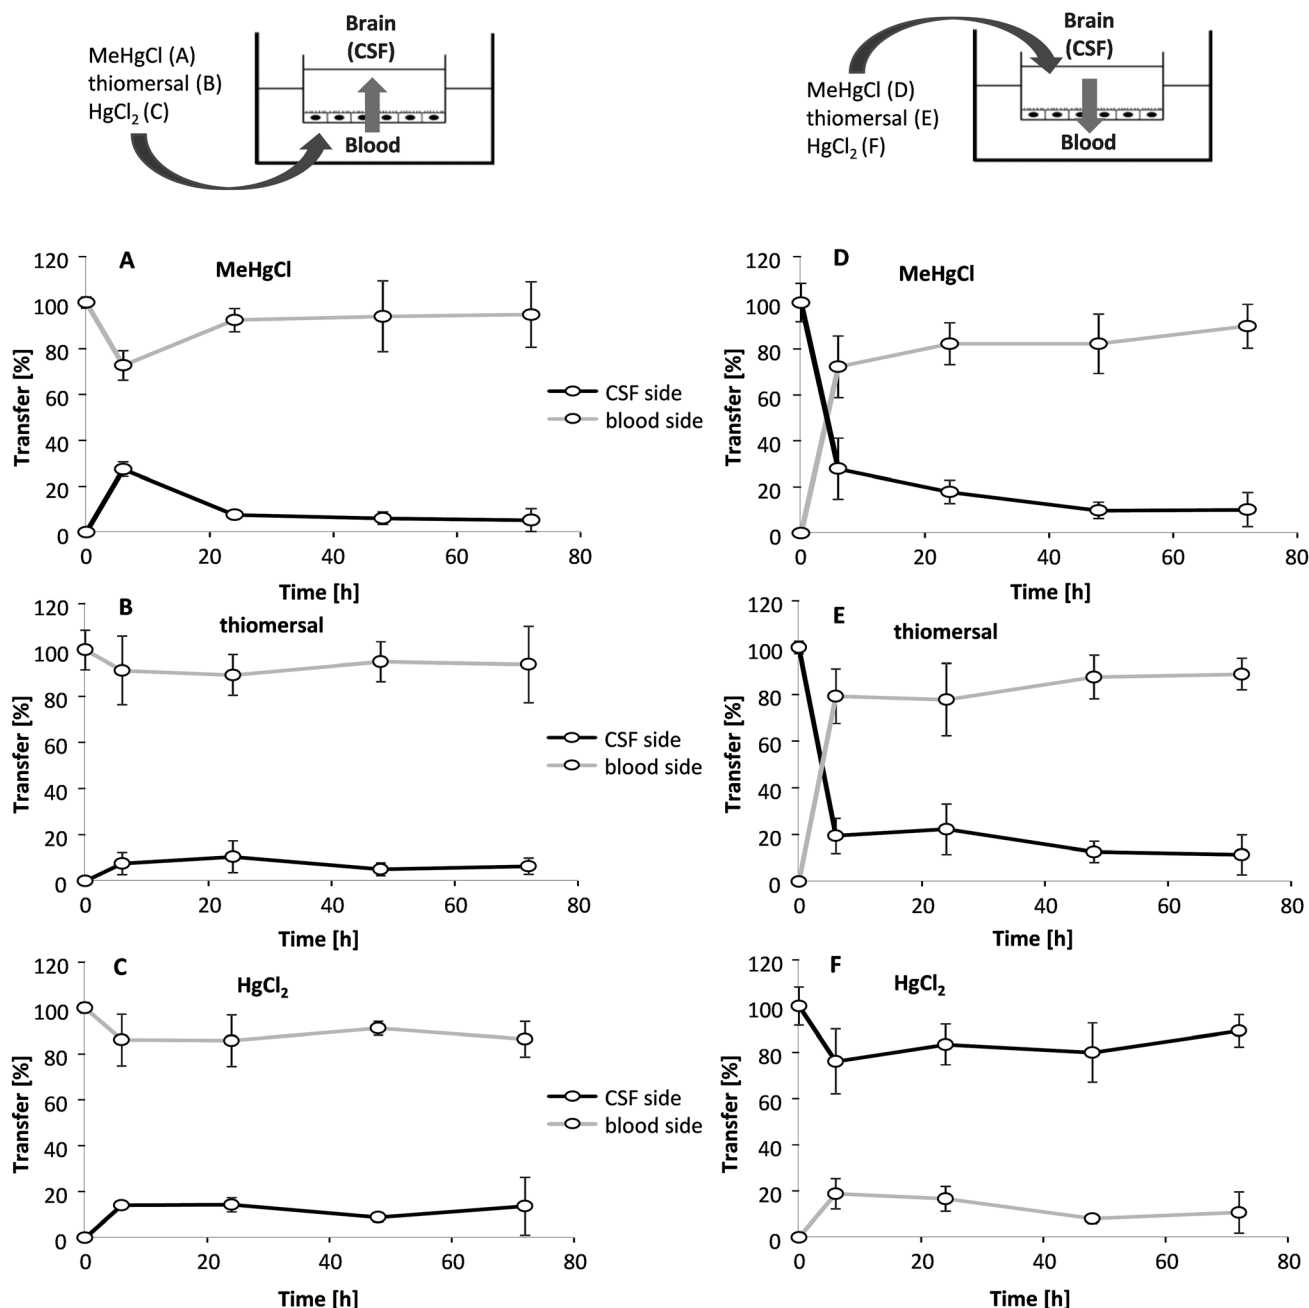 MeHgCl (A)
thiomersal (B)
HgCl₂ (C)
Brain
(CSF)
Blood
MeHgCl (D)
thiomersal (E)
HgCl₂ (F)
Brain
(CSF)
Blood
A
MeHgCl
Transfer [%]
120
100
80
60
40
20
0
0 20 40 60 80
Time [h]
CSF side
blood side
D
MeHgCl
Transfer [%]
120
100
80
60
40
20
0
0 20 40 60 80
Time [h]
B
thiomersal
Transfer [%]
120
100
80
60
40
20
0
0 20 40 60 80
Time [h]
CSF side
blood side
E
thiomersal
Transfer [%]
120
100
80
60
40
20
0
0 20 40 60 80
Time [h]
C
HgCl₂
Transfer [%]
120
100
80
60
40
20
0
0 20 40 60 80
Time [h]
CSF side
blood side
F
HgCl₂
Transfer [%]
120
100
80
60
40
20
0
0 20 40 60 80
Time [h]